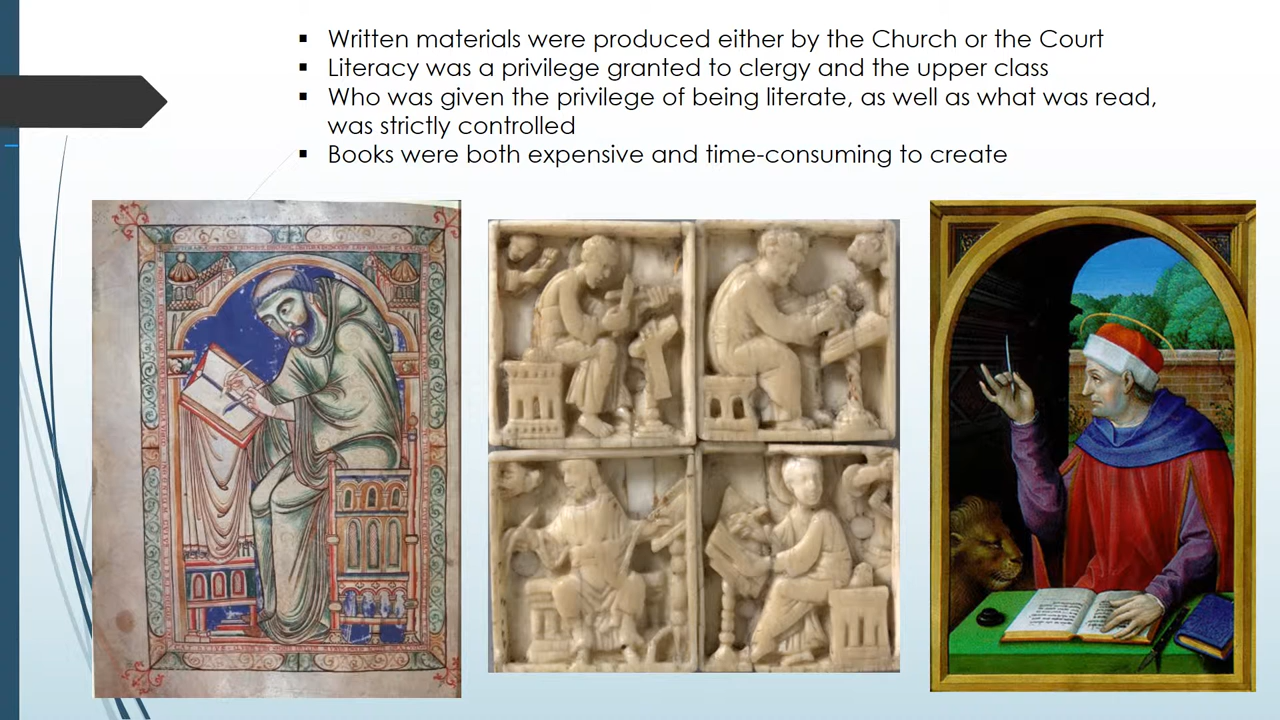 ▪ Written materials were produced either by the Church or the Court
▪ Literacy was a privilege granted to clergy and the upper class
▪ Who was given the privilege of being literate, as well as what was read,
was strictly controlled
▪ Books were both expensive and time-consuming to create